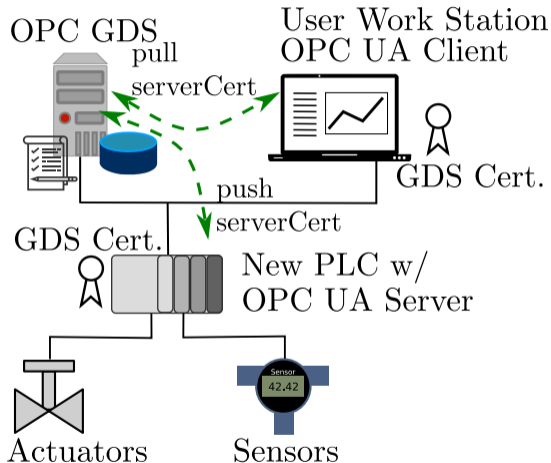 OPC GDS
User Work Station
OPC UA Client
pull
serverCert
GDS Cert.
push
serverCert
GDS Cert.
New PLC w/
OPC UA Server
Sensor
42.42
Actuators
Sensors